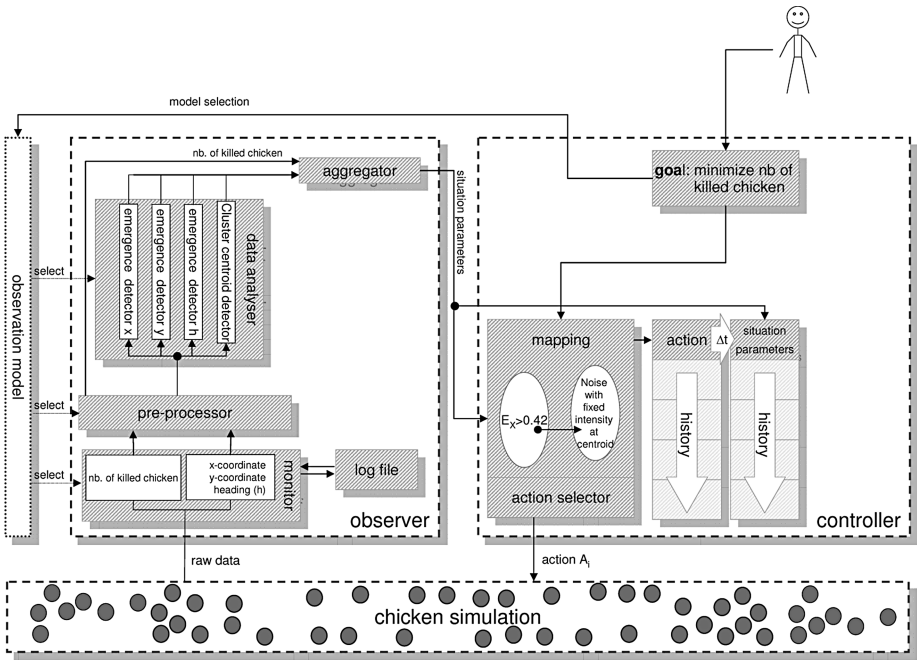 model selection
nb. of killed chicken
aggregator
goal: minimize nb of
killed chicken
situation parameters
observation model
select
select
select
emergence detector x
emergence detector y
emergence detector h
Cluster centroid detector
data analyser
pre-processor
nb. of killed chicken
x-coordinate
y-coordinate
heading (h)
monitor
log file
observer
mapping
Ex>0.42
Noise
with
fixed
intensity
at
centroid
action selector
action
Δt
situation
parameters
history
history
controller
raw data
action Ai
chicken simulation